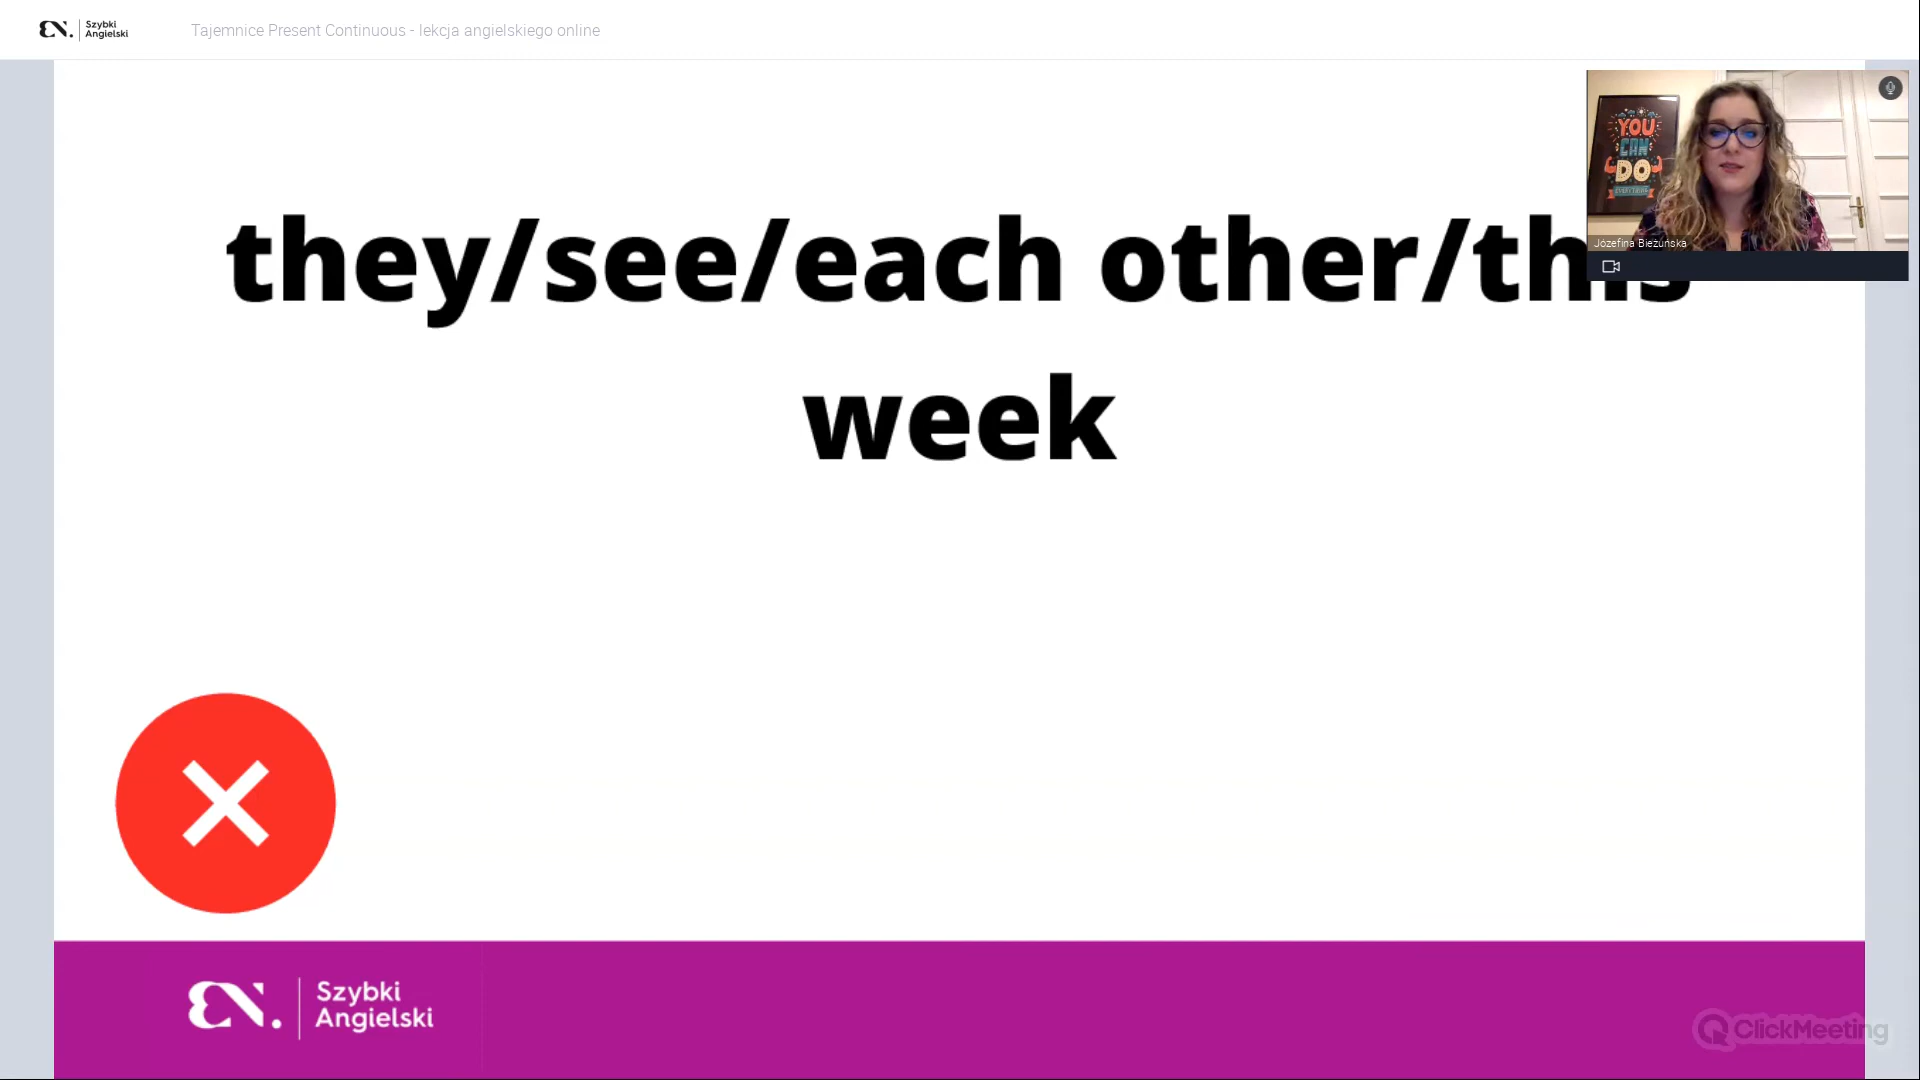 Szybki
Angielski
Tajemnice Present Continuous - lekcja angielskiego online
YOU
CAN
DO
EVERYTHING
Józefina Bieżuńska
they/see/each other/this
week
Szybki
Angielski
ClickMeeting